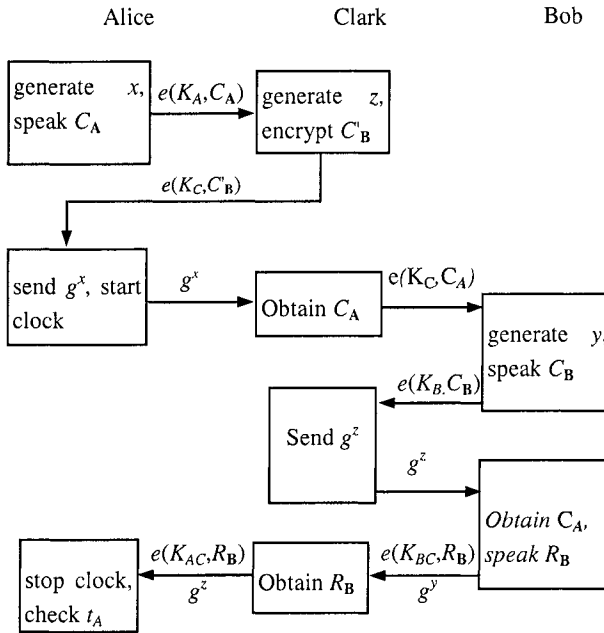 Alice Clark Bob
generate x,
speak C_A
e(K_A,C_A)
generate z,
encrypt C'_B
e(K_C,C'_B)
send g^x, start
clock
g^x
Obtain C_A
e(K_C,C_A)
generate y,
speak C_B
e(K_B,C_B)
Send g^z
g^z
Obtain C_A,
speak R_B
e(K_BC,R_B)
g^y
Obtain R_B
e(K_AC,R_B)
g^z
stop clock,
check t_A